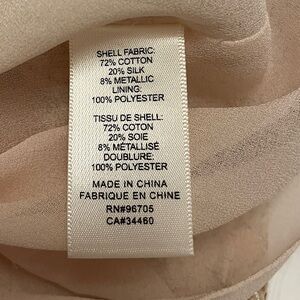 SHELL FABRIC:
72% COTTON
20% SILK
8% METALLIC
LINING:
100% POLYESTER
TISSU DE SHELL:
72% COTON
20% SOIE
8% MÉTALLISÉ
DOUBLURE:
100% POLYESTER
MADE IN CHINA
FABRIQUE EN CHINE
RN#96705
CA#34460